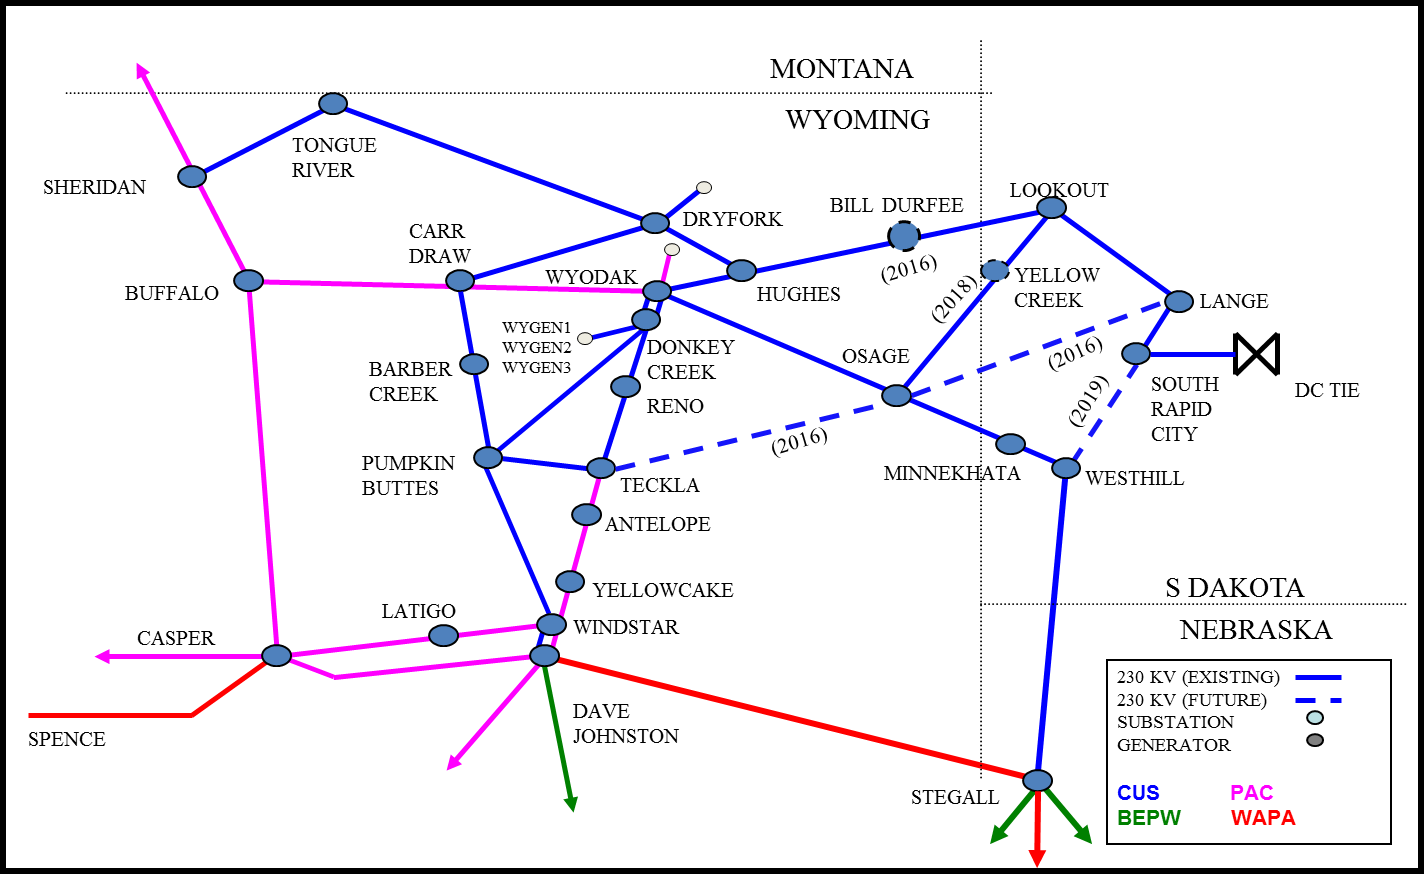 MONTANA
WYOMING
TONGUE
RIVER
SHERIDAN
LOOKOUT
BILL DURFEE
DRYFORK
CARR
DRAW
(2016)
WYODAK
YELLOW
CREEK
(2018)
BUFFALO
HUGHES
LANGE
WYGEN1
WYGEN2
WYGEN3
DONKEY
CREEK
OSAGE
(2016)
BARBER
CREEK
SOUTH
RAPID
CITY
DC TIE
(2019)
RENO
(2016)
PUMPKIN
BUTTES
MINNEKHATA
WESTHILL
TECKLA
ANTELOPE
YELLOWCAKE
S DAKOTA
NEBRASKA
LATIGO
WINDSTAR
CASPER
230 KV (EXISTING)
230 KV (FUTURE)
SUBSTATION
GENERATOR
DAVE
JOHNSTON
SPENCE
STEGALL
CUS PAC
BEPW WAPA